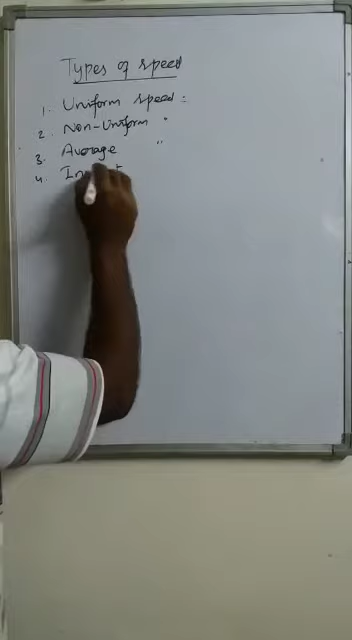 Types of speed
1. Uniform speed :
2. Non-Uniform "
3. Average "
4.